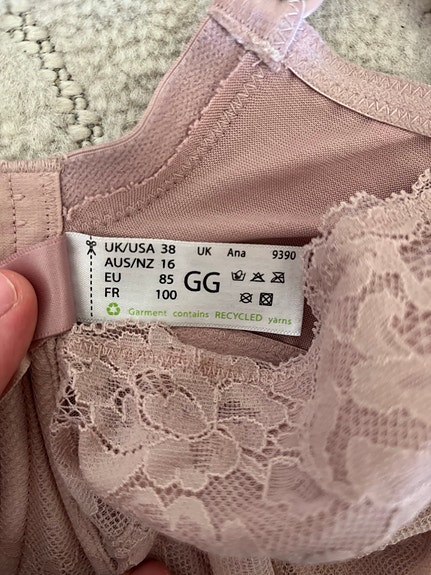 UK/USA 38 UK Ana 9390
AUS/NZ 16
EU 85 GG
FR 100
Garment contains RECYCLED yarns